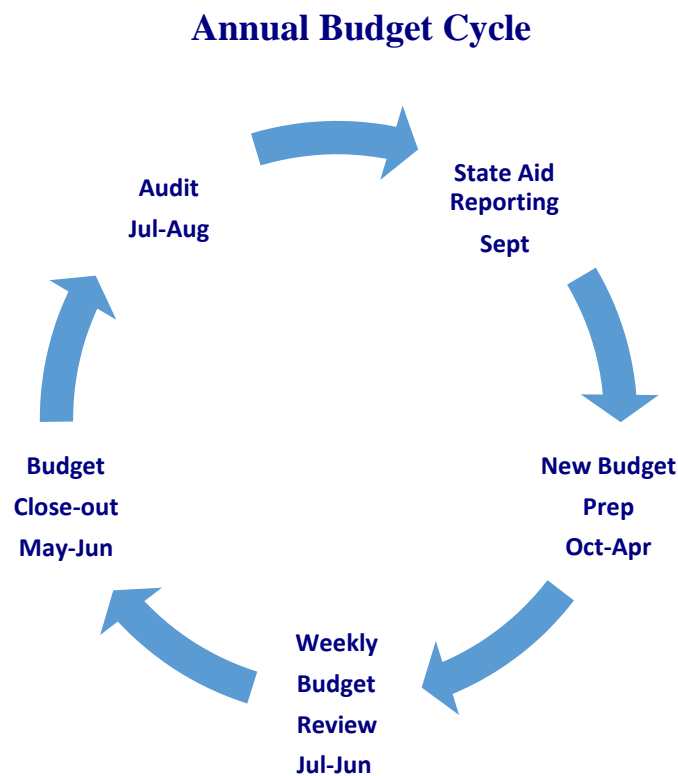 Annual Budget Cycle
Audit
Jul-Aug
State Aid
Reporting
Sept
New Budget
Prep
Oct-Apr
Weekly
Budget
Review
Jul-Jun
Budget
Close-out
May-Jun